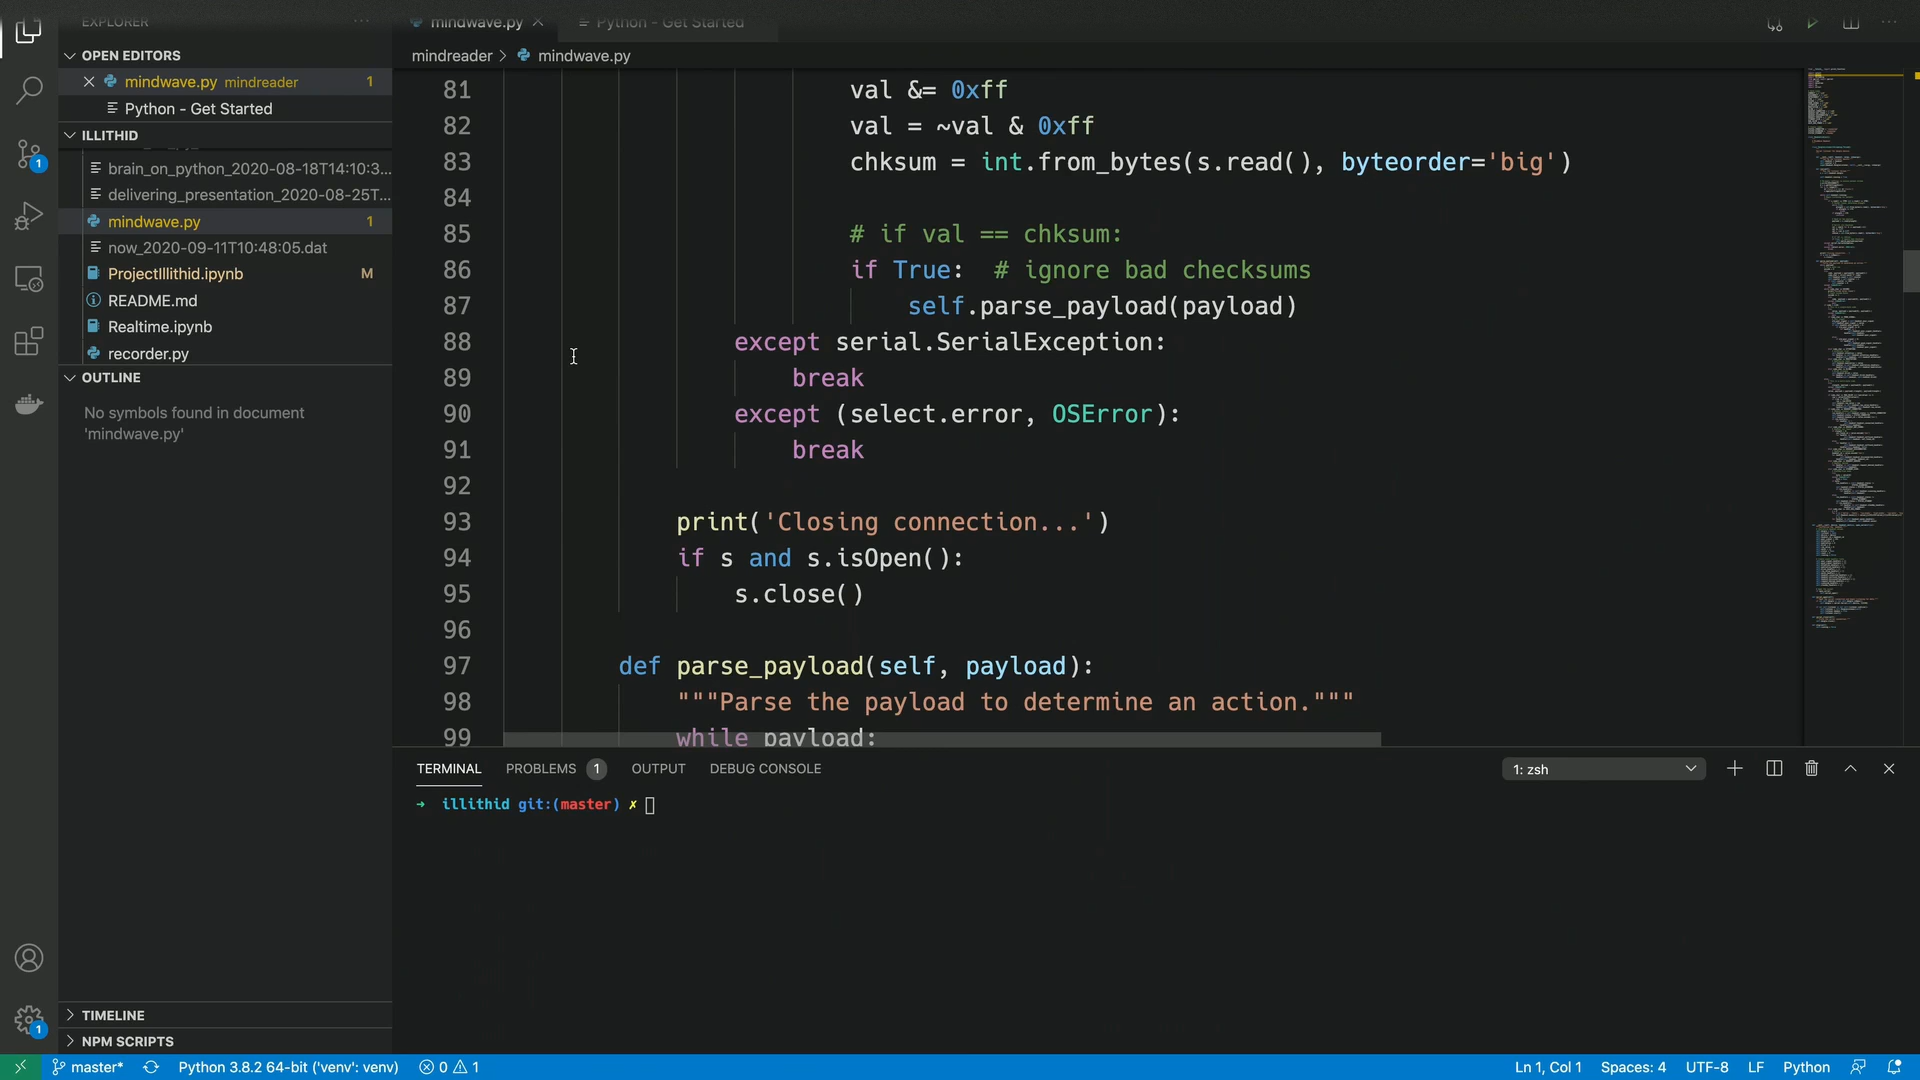 EXPLORER
mindwave.py
Python - Get Started
OPEN EDITORS
mindwave.py mindreader 1
Python - Get Started
ILLITHID
brain_on_python_2020-08-18T14:10:3...
delivering_presentation_2020-08-25T...
mindwave.py 1
now_2020-09-11T10:48:05.dat
ProjectIllithid.ipynb M
README.md
Realtime.ipynb
recorder.py
OUTLINE
No symbols found in document
'mindwave.py'
TIMELINE
NPM SCRIPTS
1
1
mindreader > mindwave.py
81 val &= 0xff
82 val = ~val & 0xff
83 chksum = int.from_bytes(s.read(), byteorder='big')
84
85 # if val == chksum:
86 if True:  # ignore bad checksums
87 self.parse_payload(payload)
88 except serial.SerialException:
89 break
90 except (select.error, OSError):
91 break
92
93 print('Closing connection...')
94 if s and s.isOpen():
95 s.close()
96
97 def parse_payload(self, payload):
98 """Parse the payload to determine an action."""
99 while payload:
TERMINAL PROBLEMS 1 OUTPUT DEBUG CONSOLE 1: zsh
→ illithid git:(master) ✗
master* Python 3.8.2 64-bit ('venv': venv) 0 1 Ln 1, Col 1 Spaces: 4 UTF-8 LF Python